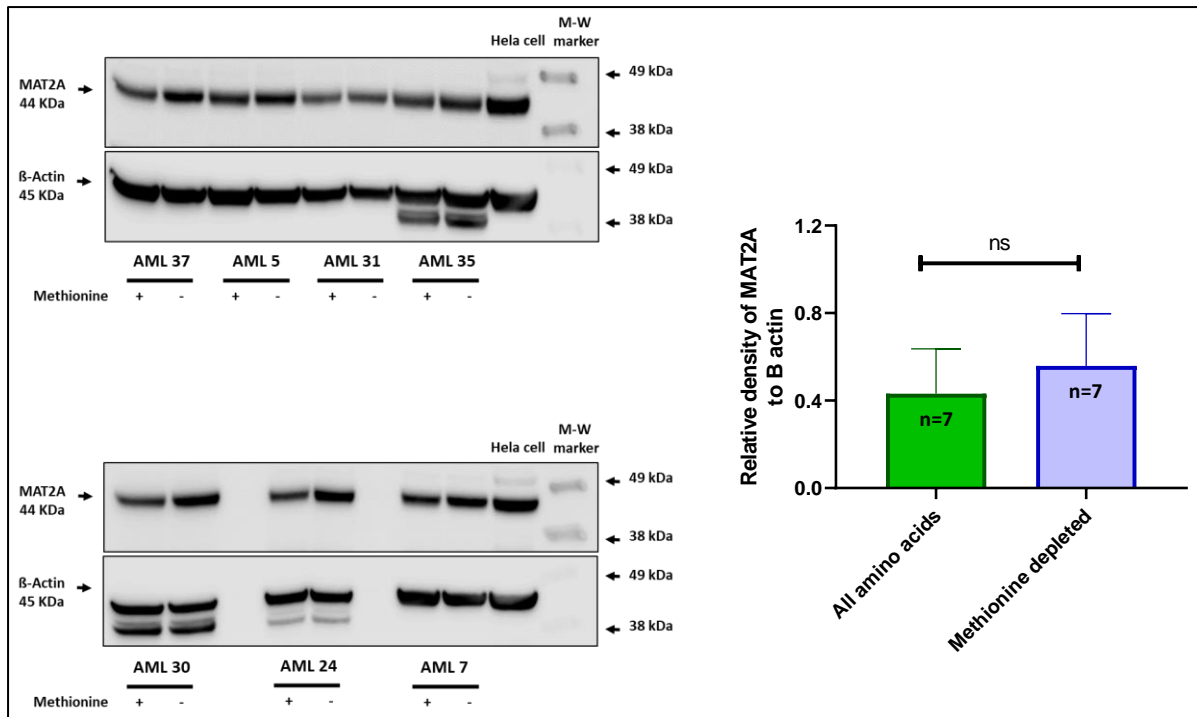 M-W
Hela cell marker
MAT2A
44 KDa
49 kDa
38 kDa
ß-Actin
45 KDa
49 kDa
38 kDa
AML 37 AML 5 AML 31 AML 35
Methionine + - + - + - + -
M-W
Hela cell marker
MAT2A
44 KDa
49 kDa
38 kDa
ß-Actin
45 KDa
49 kDa
38 kDa
AML 30 AML 24 AML 7
Methionine + - + - + -
Relative density of MAT2A
to B actin
1.2
0.8
0.4
0.0
ns
n=7
n=7
All amino acids
Methionine depleted